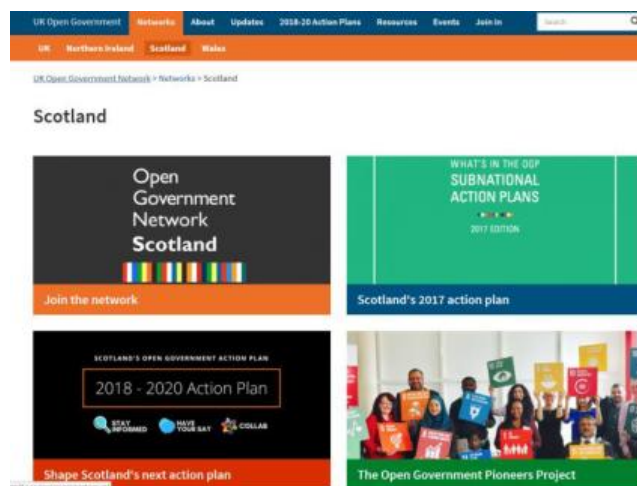 UK Open Government Networks About Updates 2018-20 Action Plans Resources Events Join In Search
UK Northern Ireland Scotland Wales
UK Open Government Network > Networks > Scotland
Scotland
Open
Government
Network
Scotland
Join the network
WHAT'S IN THE OGP
SUBNATIONAL
ACTION PLANS
2017 EDITION
Scotland's 2017 action plan
SCOTLAND'S OPEN GOVERNMENT ACTION PLAN
2018 - 2020 Action Plan
STAY
INFORMED
HAVE
YOUR SAY
COLLAB
Shape Scotland's next action plan
The Open Government Pioneers Project